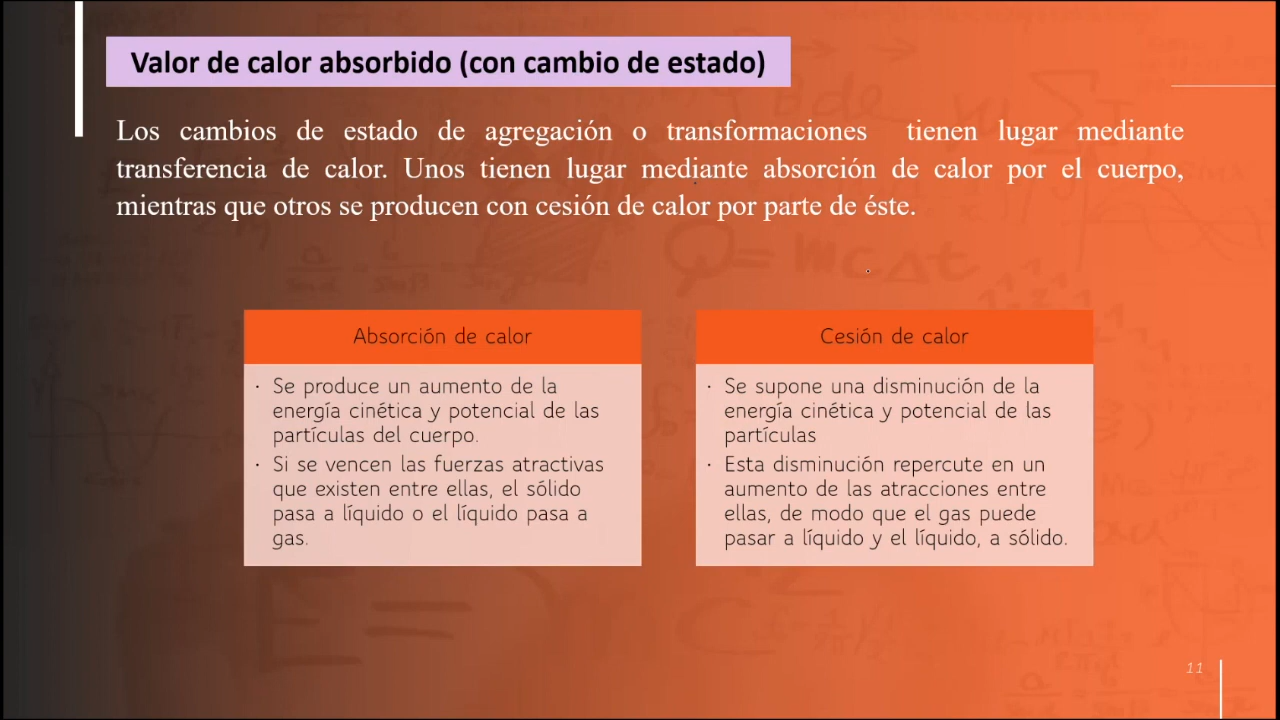 Valor de calor absorbido (con cambio de estado)
Los cambios de estado de agregación o transformaciones tienen lugar mediante
transferencia de calor. Unos tienen lugar mediante absorción de calor por el cuerpo,
mientras que otros se producen con cesión de calor por parte de éste.
Q = mcΔt
Absorción de calor
· Se produce un aumento de la
energía cinética y potencial de las
partículas del cuerpo.
· Si se vencen las fuerzas atractivas
que existen entre ellas, el sólido
pasa a líquido o el líquido pasa a
gas.
Cesión de calor
· Se supone una disminución de la
energía cinética y potencial de las
partículas
· Esta disminución repercute en un
aumento de las atracciones entre
ellas, de modo que el gas puede
pasar a líquido y el líquido, a sólido.
11